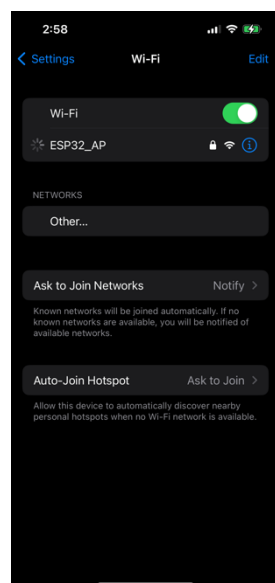 2:58
Settings
Wi-Fi
Edit
Wi-Fi
ESP32_AP
NETWORKS
Other...
Ask to Join Networks
Notify
Known networks will be joined automatically. If no
known networks are available, you will be notified of
available networks.
Auto-Join Hotspot
Ask to Join
Allow this device to automatically discover nearby
personal hotspots when no Wi-Fi network is available.